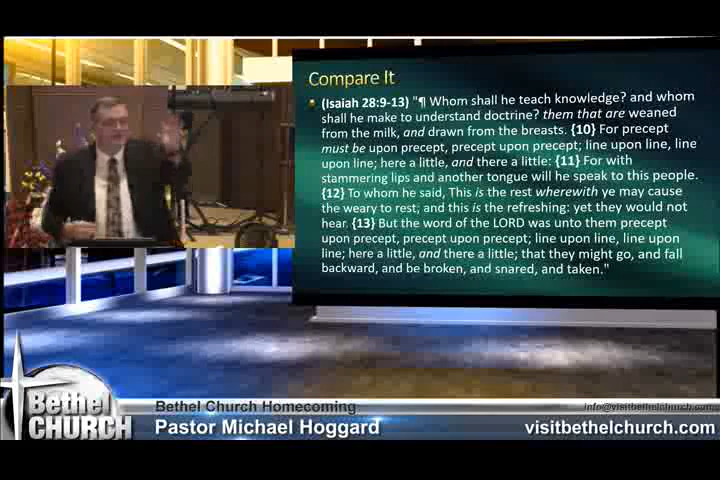 Compare It
(Isaiah 28:9-13) "¶ Whom shall he teach knowledge? and whom
shall he make to understand doctrine? them that are weaned
from the milk, and drawn from the breasts. {10} For precept
must be upon precept, precept upon precept; line upon line, line
upon line; here a little, and there a little: {11} For with
stammering lips and another tongue will he speak to this people.
{12} To whom he said, This is the rest wherewith ye may cause
the weary to rest; and this is the refreshing: yet they would not
hear. {13} But the word of the LORD was unto them precept
upon precept, precept upon precept; line upon line, line upon
line; here a little, and there a little; that they might go, and fall
backward, and be broken, and snared, and taken."
Bethel
CHURCH
Bethel Church Homecoming
info@visitbethelchurch.com
Pastor Michael Hoggard
visitbethelchurch.com